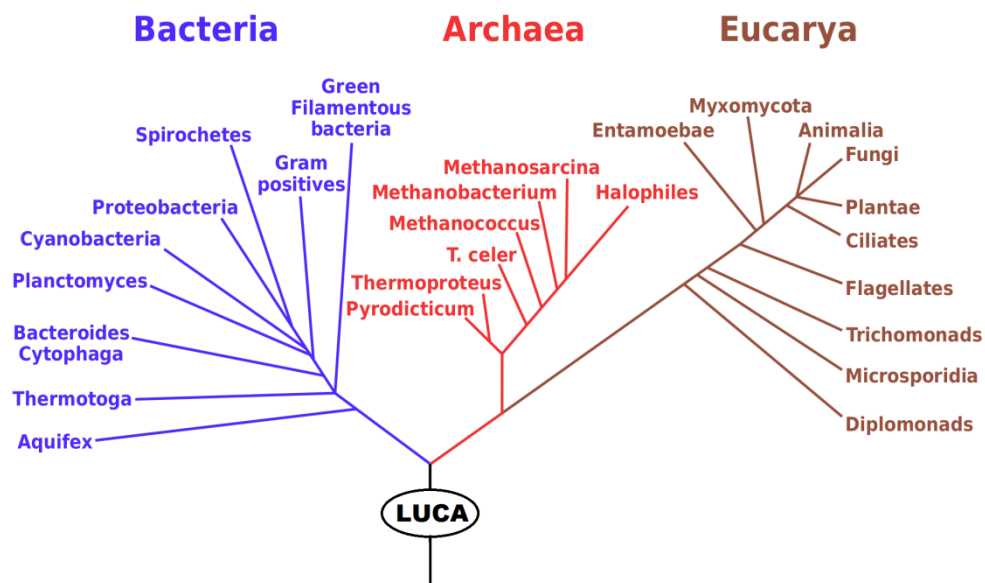 Bacteria
Archaea
Eucarya
Green
Filamentous
bacteria
Spirochetes
Gram
positives
Proteobacteria
Cyanobacteria
Planctomyces
Bacteroides
Cytophaga
Thermotoga
Aquifex
Methanosarcina
Methanobacterium
Halophiles
Methanococcus
T. celer
Thermoproteus
Pyrodicticum
Myxomycota
Entamoebae
Animalia
Fungi
Plantae
Ciliates
Flagellates
Trichomonads
Microsporidia
Diplomonads
LUCA